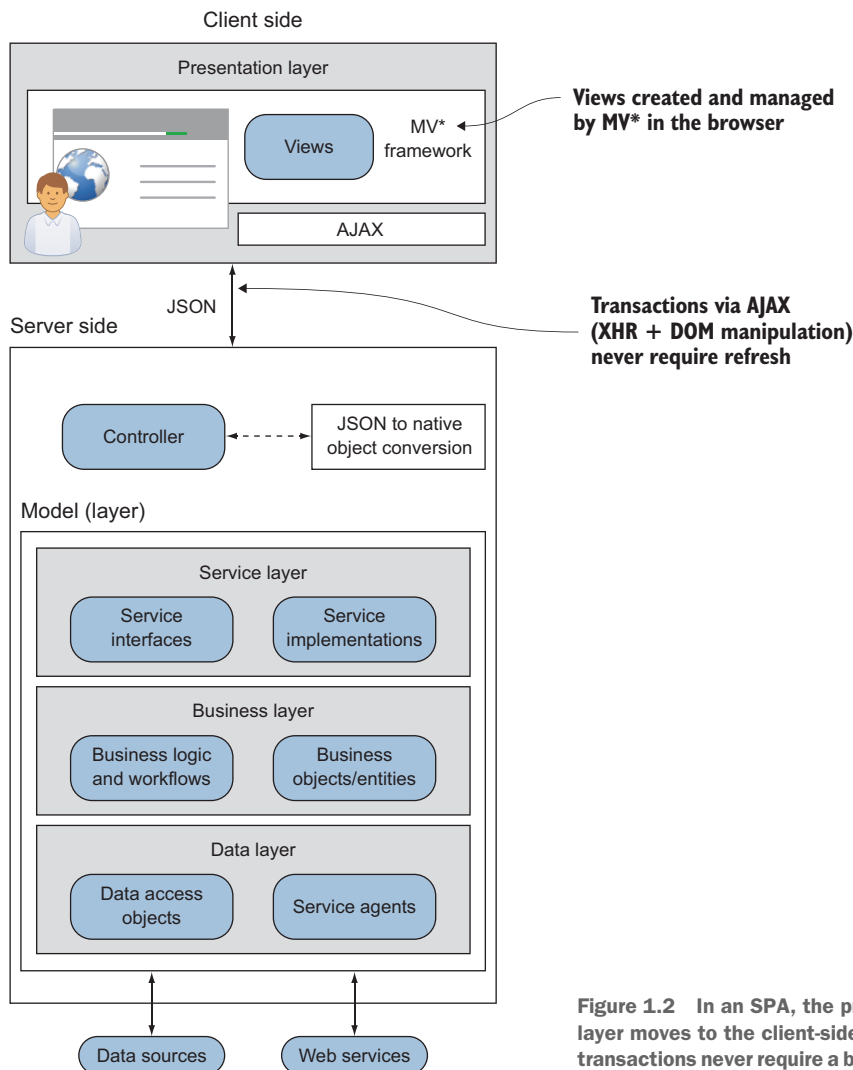 Client side
Presentation layer
Views
MV*
framework
AJAX
Views created and managed
by MV* in the browser
JSON
Transactions via AJAX
(XHR + DOM manipulation)
never require refresh
Server side
Controller
JSON to native
object conversion
Model (layer)
Service layer
Service
interfaces
Service
implementations
Business layer
Business logic
and workflows
Business
objects/entities
Data layer
Data access
objects
Service agents
Data sources
Web services
Figure 1.2 In an SPA, the p
layer moves to the client-side
transactions never require a b